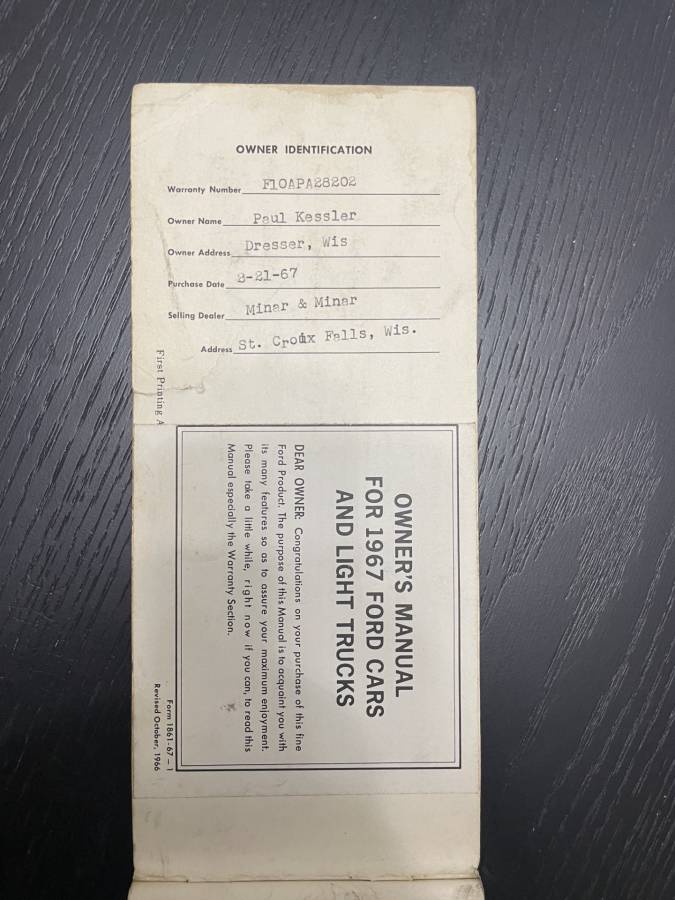 OWNER IDENTIFICATION
Warranty Number F10APA28202
Owner Name Paul Kessler
Owner Address Dresser, Wis
Purchase Date 3-21-67
Selling Dealer Minar & Minar
Address St. Croix Falls, Wis.
First Printing A
OWNER'S MANUAL
FOR 1967 FORD CARS
AND LIGHT TRUCKS
DEAR OWNER: Congratulations on your purchase of this fine
Ford Product. The purpose of this Manual is to acquaint you with
its many features so as to assure your maximum enjoyment.
Please take a little while, right now if you can, to read this
Manual especially the Warranty Section.
Form 1861-67-1
Revised October, 1966